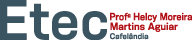 Etec
Profª Helcy Moreira
Martins Aguiar
Cafelândia